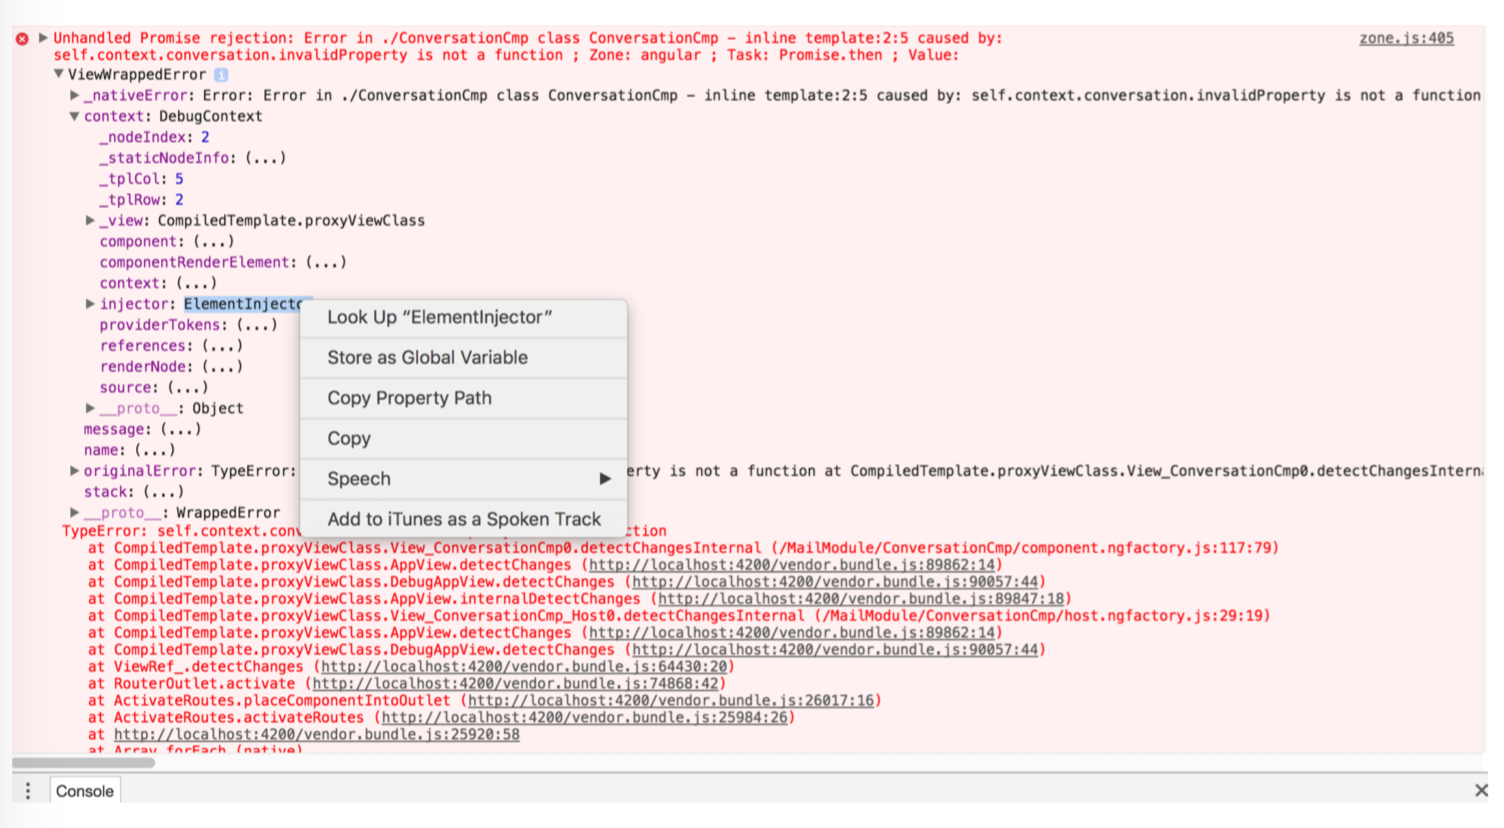 Unhandled Promise rejection: Error in ./ConversationCmp class ConversationCmp – inline template:2:5 caused by: zone.js:405
self.context.conversation.invalidProperty is not a function ; Zone: angular ; Task: Promise.then ; Value:
ViewWrappedError i
_nativeError: Error: Error in ./ConversationCmp class ConversationCmp – inline template:2:5 caused by: self.context.conversation.invalidProperty is not a function
context: DebugContext
_nodeIndex: 2
_staticNodeInfo: (...)
_tplCol: 5
_tplRow: 2
_view: CompiledTemplate.proxyViewClass
component: (...)
componentRenderElement: (...)
context: (...)
injector: ElementInjecto
providerTokens: (...)
references: (...)
renderNode: (...)
source: (...)
__proto__: Object
message: (...)
name: (...)
originalError: TypeError: erty is not a function at CompiledTemplate.proxyViewClass.View_ConversationCmp0.detectChangesIntern
stack: (...)
__proto__: WrappedError
TypeError: self.context.conv ction
at CompiledTemplate.proxyViewClass.View_ConversationCmp0.detectChangesInternal (/MailModule/ConversationCmp/component.ngfactory.js:117:79)
at CompiledTemplate.proxyViewClass.AppView.detectChanges (http://localhost:4200/vendor.bundle.js:89862:14)
at CompiledTemplate.proxyViewClass.DebugAppView.detectChanges (http://localhost:4200/vendor.bundle.js:90057:44)
at CompiledTemplate.proxyViewClass.AppView.internalDetectChanges (http://localhost:4200/vendor.bundle.js:89847:18)
at CompiledTemplate.proxyViewClass.View_ConversationCmp_Host0.detectChangesInternal (/MailModule/ConversationCmp/host.ngfactory.js:29:19)
at CompiledTemplate.proxyViewClass.AppView.detectChanges (http://localhost:4200/vendor.bundle.js:89862:14)
at CompiledTemplate.proxyViewClass.DebugAppView.detectChanges (http://localhost:4200/vendor.bundle.js:90057:44)
at ViewRef_.detectChanges (http://localhost:4200/vendor.bundle.js:64430:20)
at RouterOutlet.activate (http://localhost:4200/vendor.bundle.js:74868:42)
at ActivateRoutes.placeComponentIntoOutlet (http://localhost:4200/vendor.bundle.js:26017:16)
at ActivateRoutes.activateRoutes (http://localhost:4200/vendor.bundle.js:25984:26)
at http://localhost:4200/vendor.bundle.js:25920:58
at Array.forEach (native)
Look Up “ElementInjector”
Store as Global Variable
Copy Property Path
Copy
Speech
Add to iTunes as a Spoken Track
Console